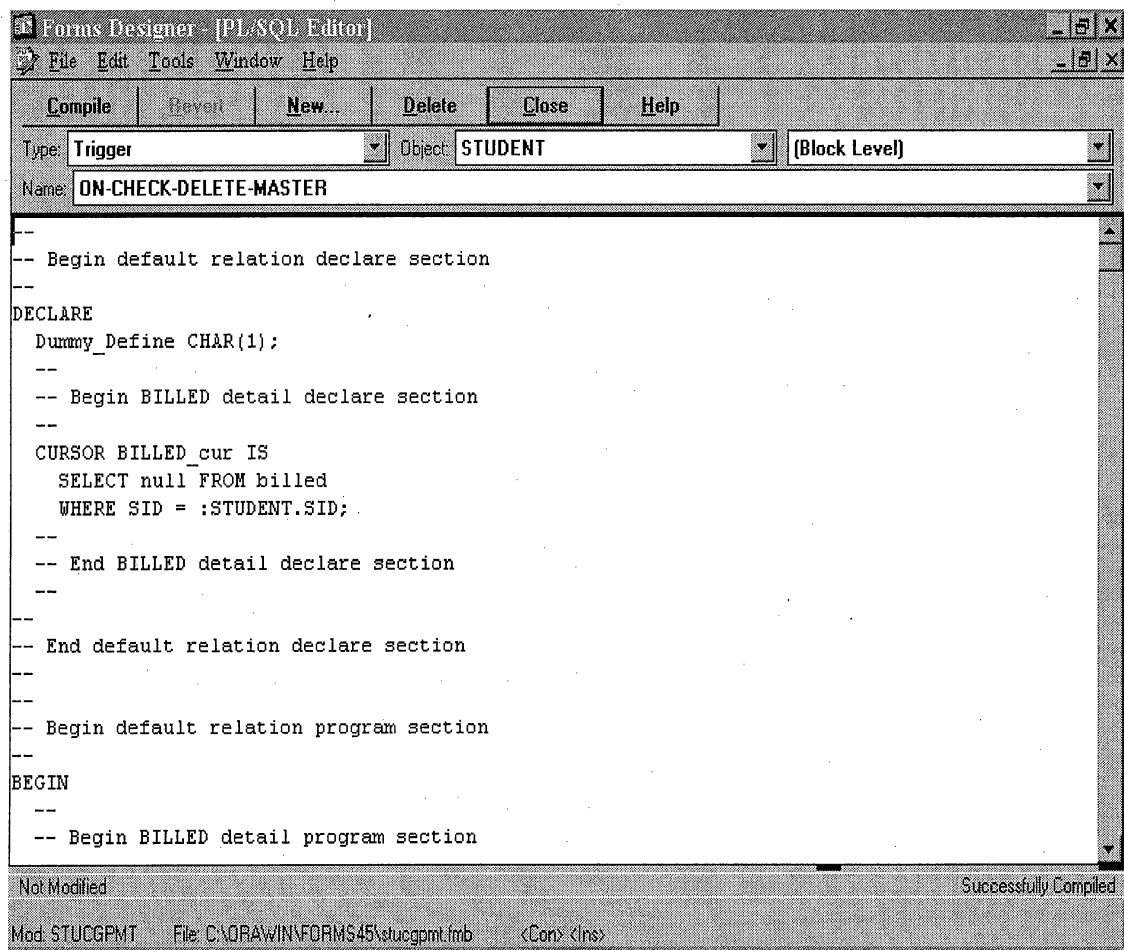 Forms Designer - [PL/SQL Editor]
File Edit Tools Window Help
Compile Revert New... Delete Close Help
Type: Trigger Object: STUDENT (Block Level)
Name: ON-CHECK-DELETE-MASTER
--
-- Begin default relation declare section
--
DECLARE
  Dummy_Define CHAR(1);
  --
  -- Begin BILLED detail declare section
  --
  CURSOR BILLED_cur IS
    SELECT null FROM billed
    WHERE SID = :STUDENT.SID;
  --
  -- End BILLED detail declare section
  --
--
-- End default relation declare section
--
--
-- Begin default relation program section
--
BEGIN
  --
  -- Begin BILLED detail program section
Not Modified Successfully Compiled
Mod: STUCGPMT File: C:\ORAWIN\FORMS45\stucgpmt.fmb <Con> <Ins>